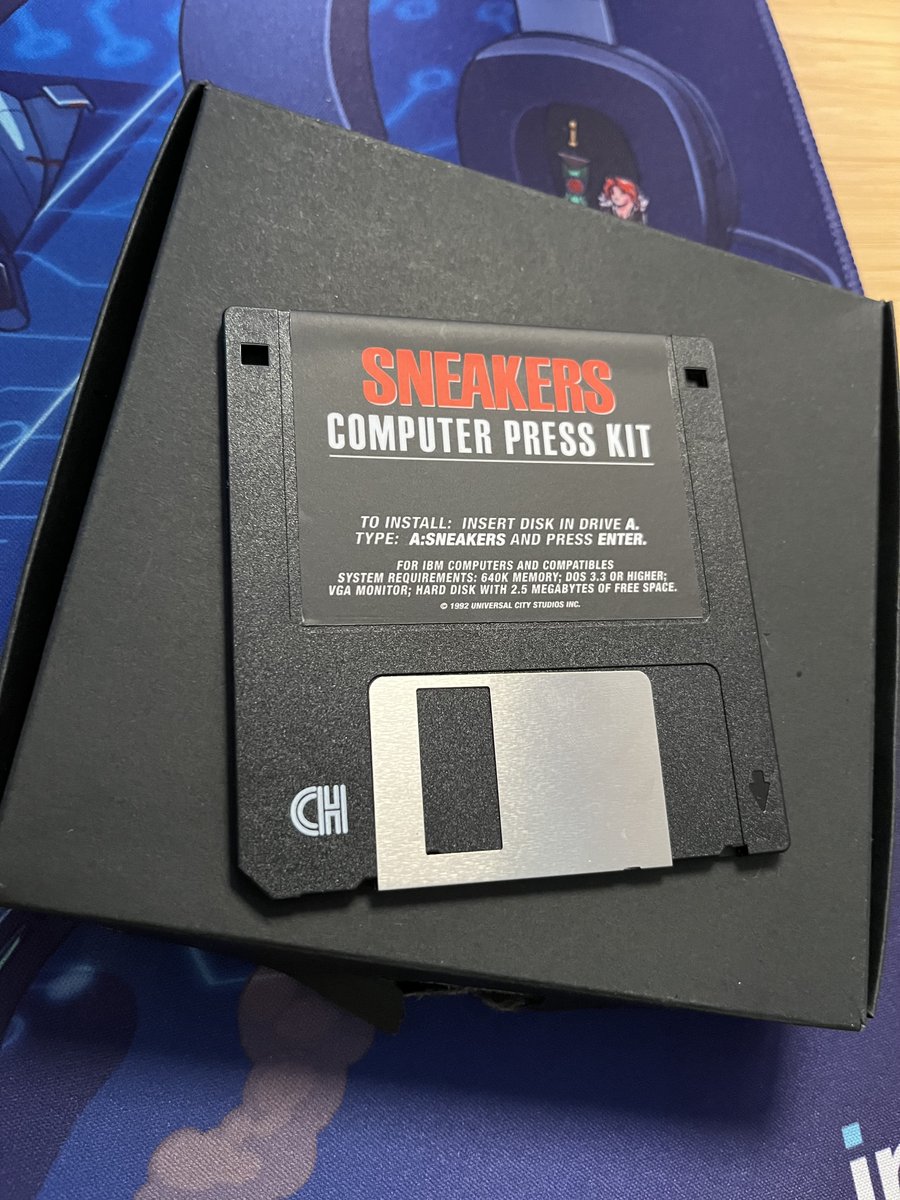 SNEAKERS
COMPUTER PRESS KIT
TO INSTALL: INSERT DISK IN DRIVE A.
TYPE: A:SNEAKERS AND PRESS ENTER.
FOR IBM COMPUTERS AND COMPATIBLES
SYSTEM REQUIREMENTS: 640K MEMORY; DOS 3.3 OR HIGHER;
VGA MONITOR; HARD DISK WITH 2.5 MEGABYTES OF FREE SPACE.
© 1992 UNIVERSAL CITY STUDIOS INC.
CH